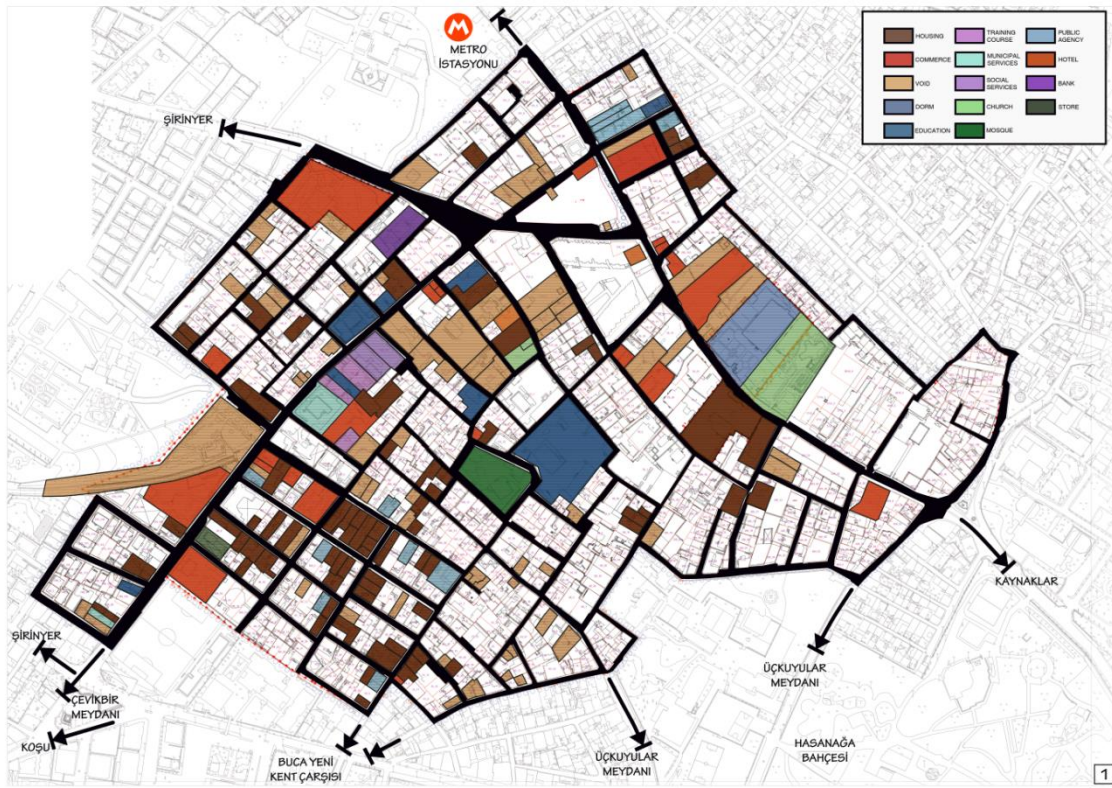 M
METRO
İSTASYONU
ŞİRİNYER
HOUSING
COMMERCE
VOID
DORM
EDUCATION
TRAINING
COURSE
MUNICIPAL
SERVICES
SOCIAL
SERVICES
CHURCH
MOSQUE
PUBLIC
AGENCY
HOTEL
BANK
STORE
KAYNAKLAR
ŞİRİNYER
ÇEVİKBİR
MEYDANI
KOŞU
BUCA YENİ
KENT ÇARŞISI
ÜÇKUYULAR
MEYDANI
ÜÇKUYULAR
MEYDANI
HASANAĞA
BAHÇESİ
1